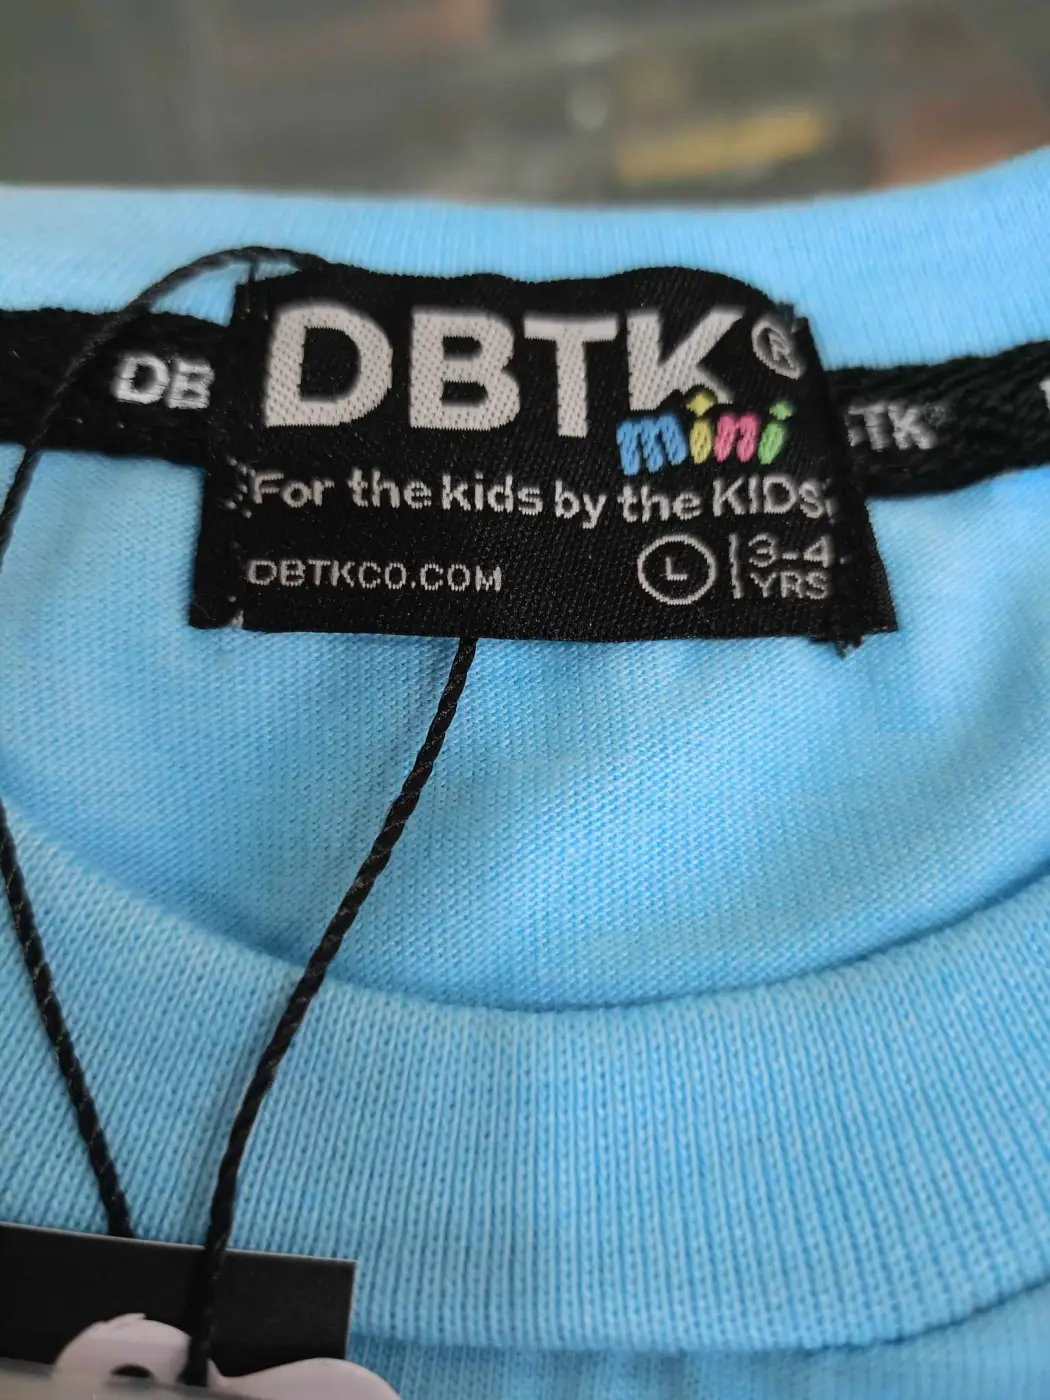 DBTK®
mini
For the kids by the KIDS
DBTKCO.COM
L 3-4
YRS
DB
TK